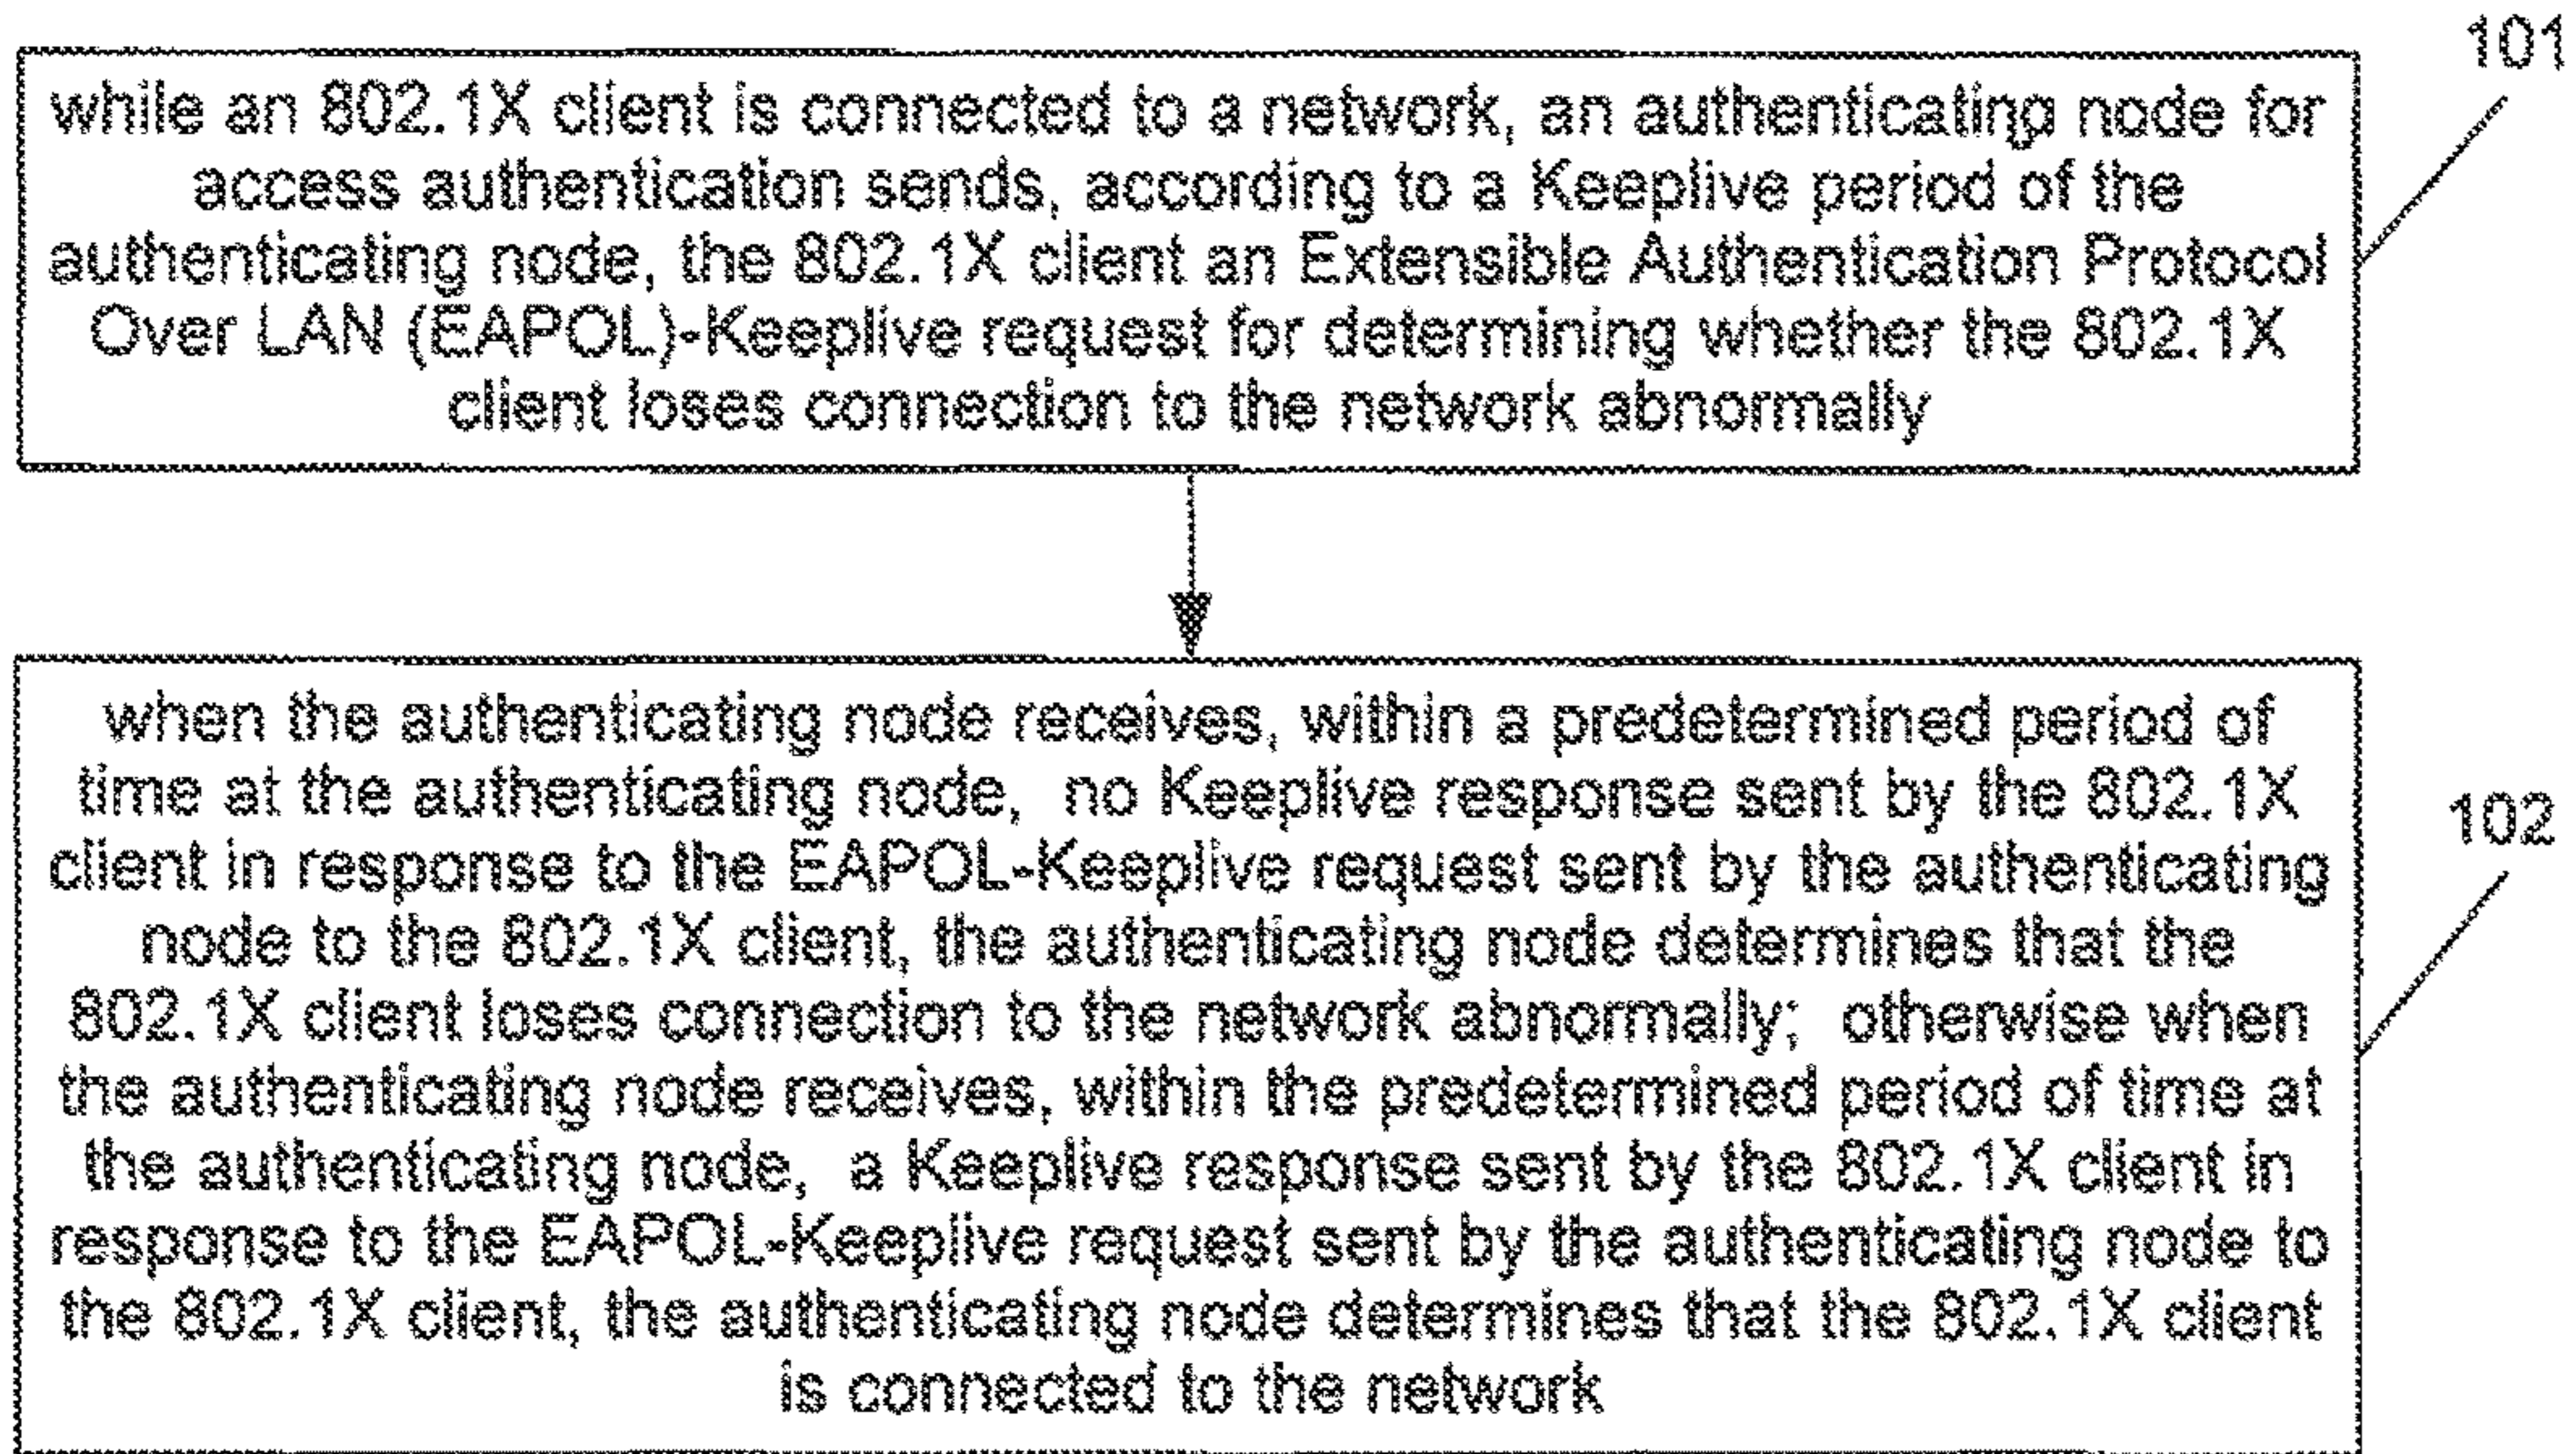 101
while an 802.1X client is connected to a network, an authenticating node for
access authentication sends, according to a Keeplive period of the
authenticating node, the 802.1X client an Extensible Authentication Protocol
Over LAN (EAPOL)-Keeplive request for determining whether the 802.1X
client loses connection to the network abnormally
when the authenticating node receives, within a predetermined period of
time at the authenticating node, no Keeplive response sent by the 802.1X
client in response to the EAPOL-Keeplive request sent by the authenticating
node to the 802.1X client, the authenticating node determines that the
802.1X client loses connection to the network abnormally; otherwise when
the authenticating node receives, within the predetermined period of time at
the authenticating node, a Keeplive response sent by the 802.1X client in
response to the EAPOL-Keeplive request sent by the authenticating node to
the 802.1X client, the authenticating node determines that the 802.1X client
is connected to the network
102